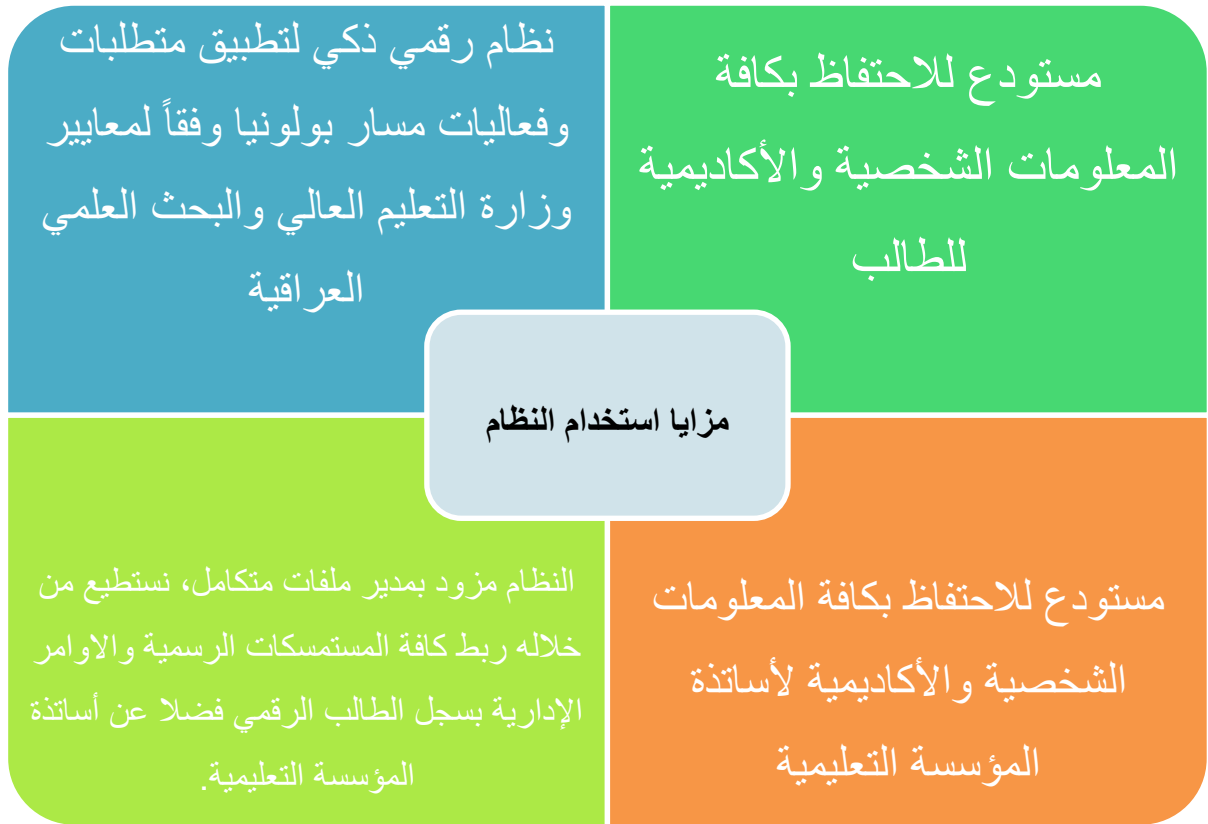 مستودع للاحتفاظ بكافة
المعلومات الشخصية والأكاديمية
للطالب
نظام رقمي ذكي لتطبيق متطلبات
وفعاليات مسار بولونيا وفقاً لمعايير
وزارة التعليم العالي والبحث العلمي
العراقية
مزايا استخدام النظام
مستودع للاحتفاظ بكافة المعلومات
الشخصية والأكاديمية لأساتذة
المؤسسة التعليمية
النظام مزود بمدير ملفات متكامل، نستطيع من
خلاله ربط كافة المستمسكات الرسمية والاوامر
الإدارية بسجل الطالب الرقمي فضلا عن أساتذة
المؤسسة التعليمية.